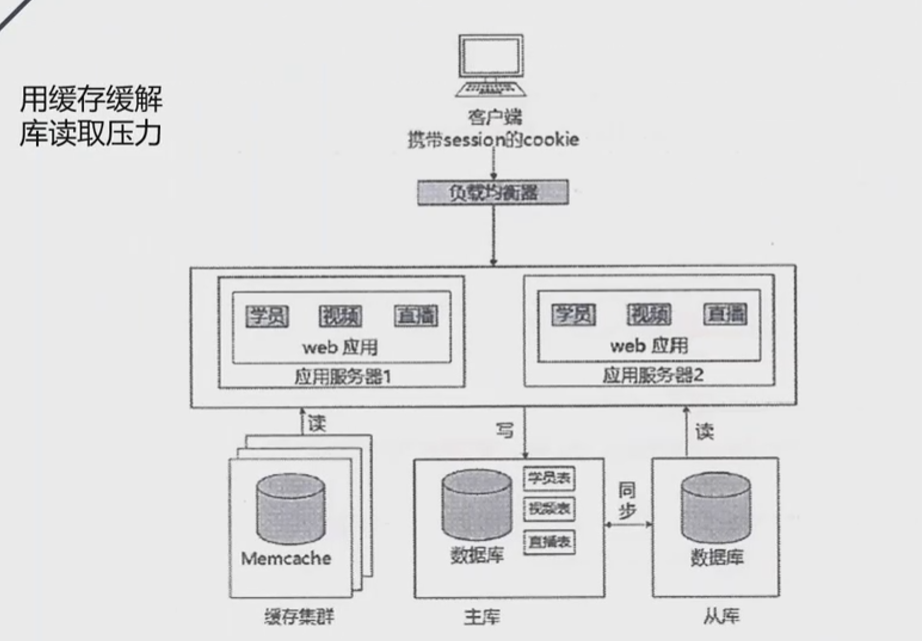 用缓存缓解
库读取压力
客户端
携带session的cookie
负载均衡器
学员 视频 直播
web 应用
应用服务器1
学员 视频 直播
web 应用
应用服务器2
读
写
读
Memcache
缓存集群
数据库
学员表
视频表
直播表
主库
同步
数据库
从库